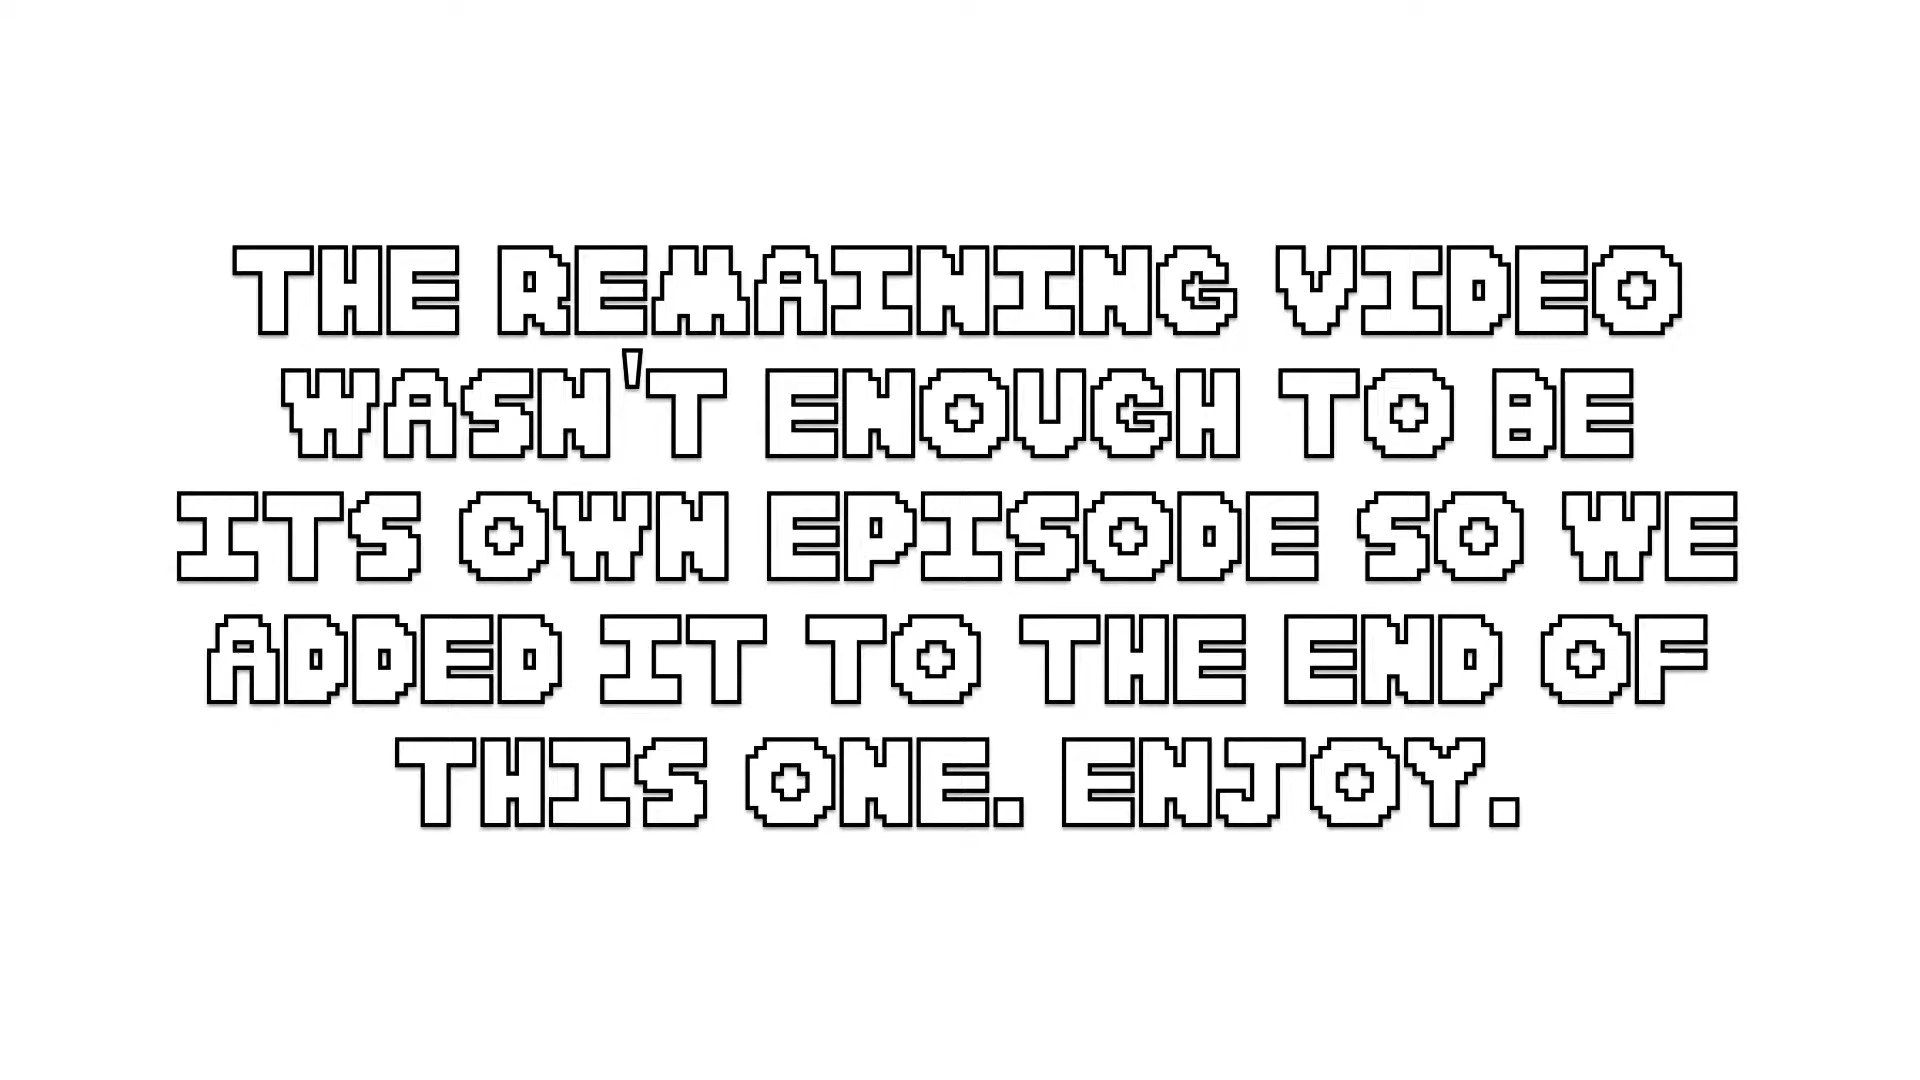 THE REMAINING VIDEO
WASN'T ENOUGH TO BE
ITS OWN EPISODE SO WE
ADDED IT TO THE END OF
THIS ONE. ENJOY.